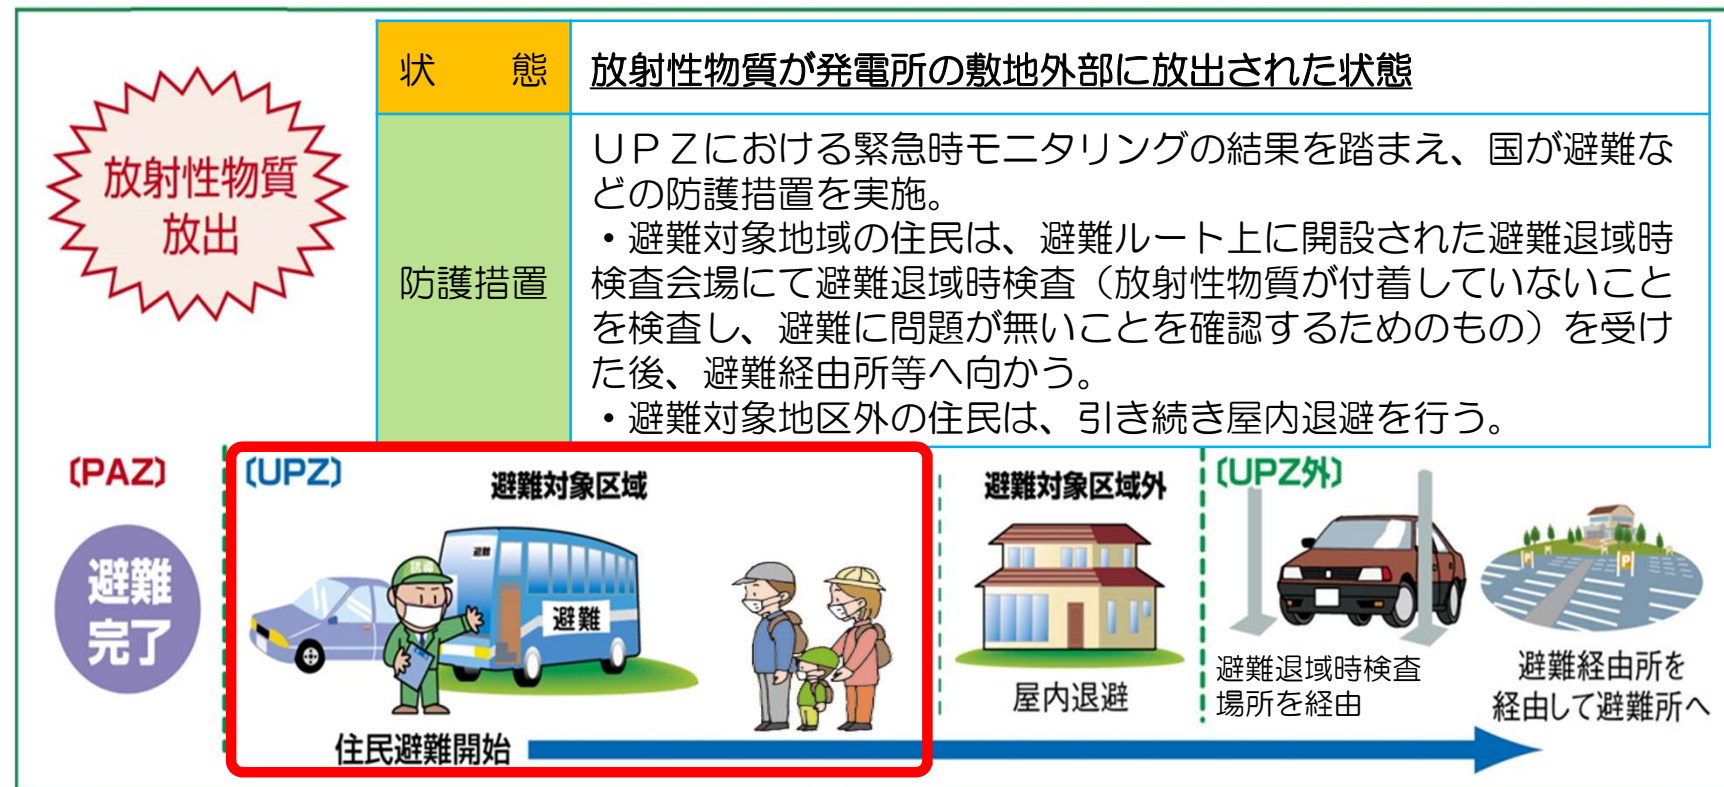 放射性物質
放出
状　　態
放射性物質が発電所の敷地外部に放出された状態
防護措置
ＵＰＺにおける緊急時モニタリングの結果を踏まえ、国が避難な
どの防護措置を実施。
・避難対象地域の住民は、避難ルート上に開設された避難退域時
検査会場にて避難退域時検査（放射性物質が付着していないこと
を検査し、避難に問題が無いことを確認するためのもの）を受け
た後、避難経由所等へ向かう。
・避難対象地区外の住民は、引き続き屋内退避を行う。
〔PAZ〕
避難
完了
〔UPZ〕
避難対象区域
避難
避難
住民避難開始
避難対象区域外
屋内退避
〔UPZ外〕
避難退域時検査
場所を経由
P
避難経由所を
経由して避難所へ